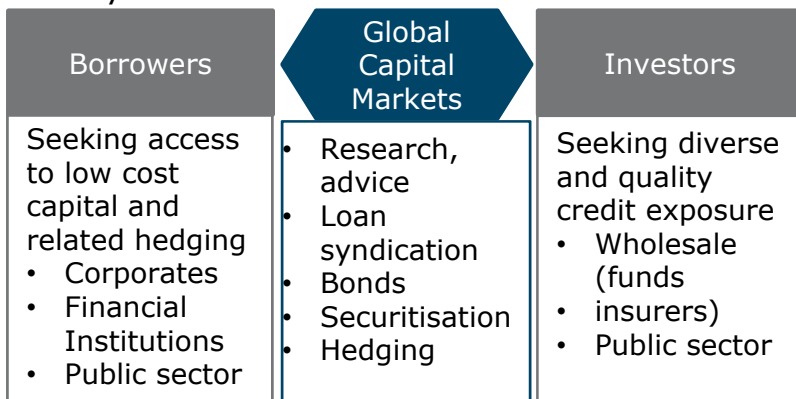 Borrowers
Seeking access
to low cost
capital and
related hedging
• Corporates
• Financial
Institutions
• Public sector
Global
Capital
Markets
• Research,
advice
• Loan
syndication
• Bonds
• Securitisation
• Hedging
Investors
Seeking diverse
and quality
credit exposure
• Wholesale
(funds
• insurers)
• Public sector